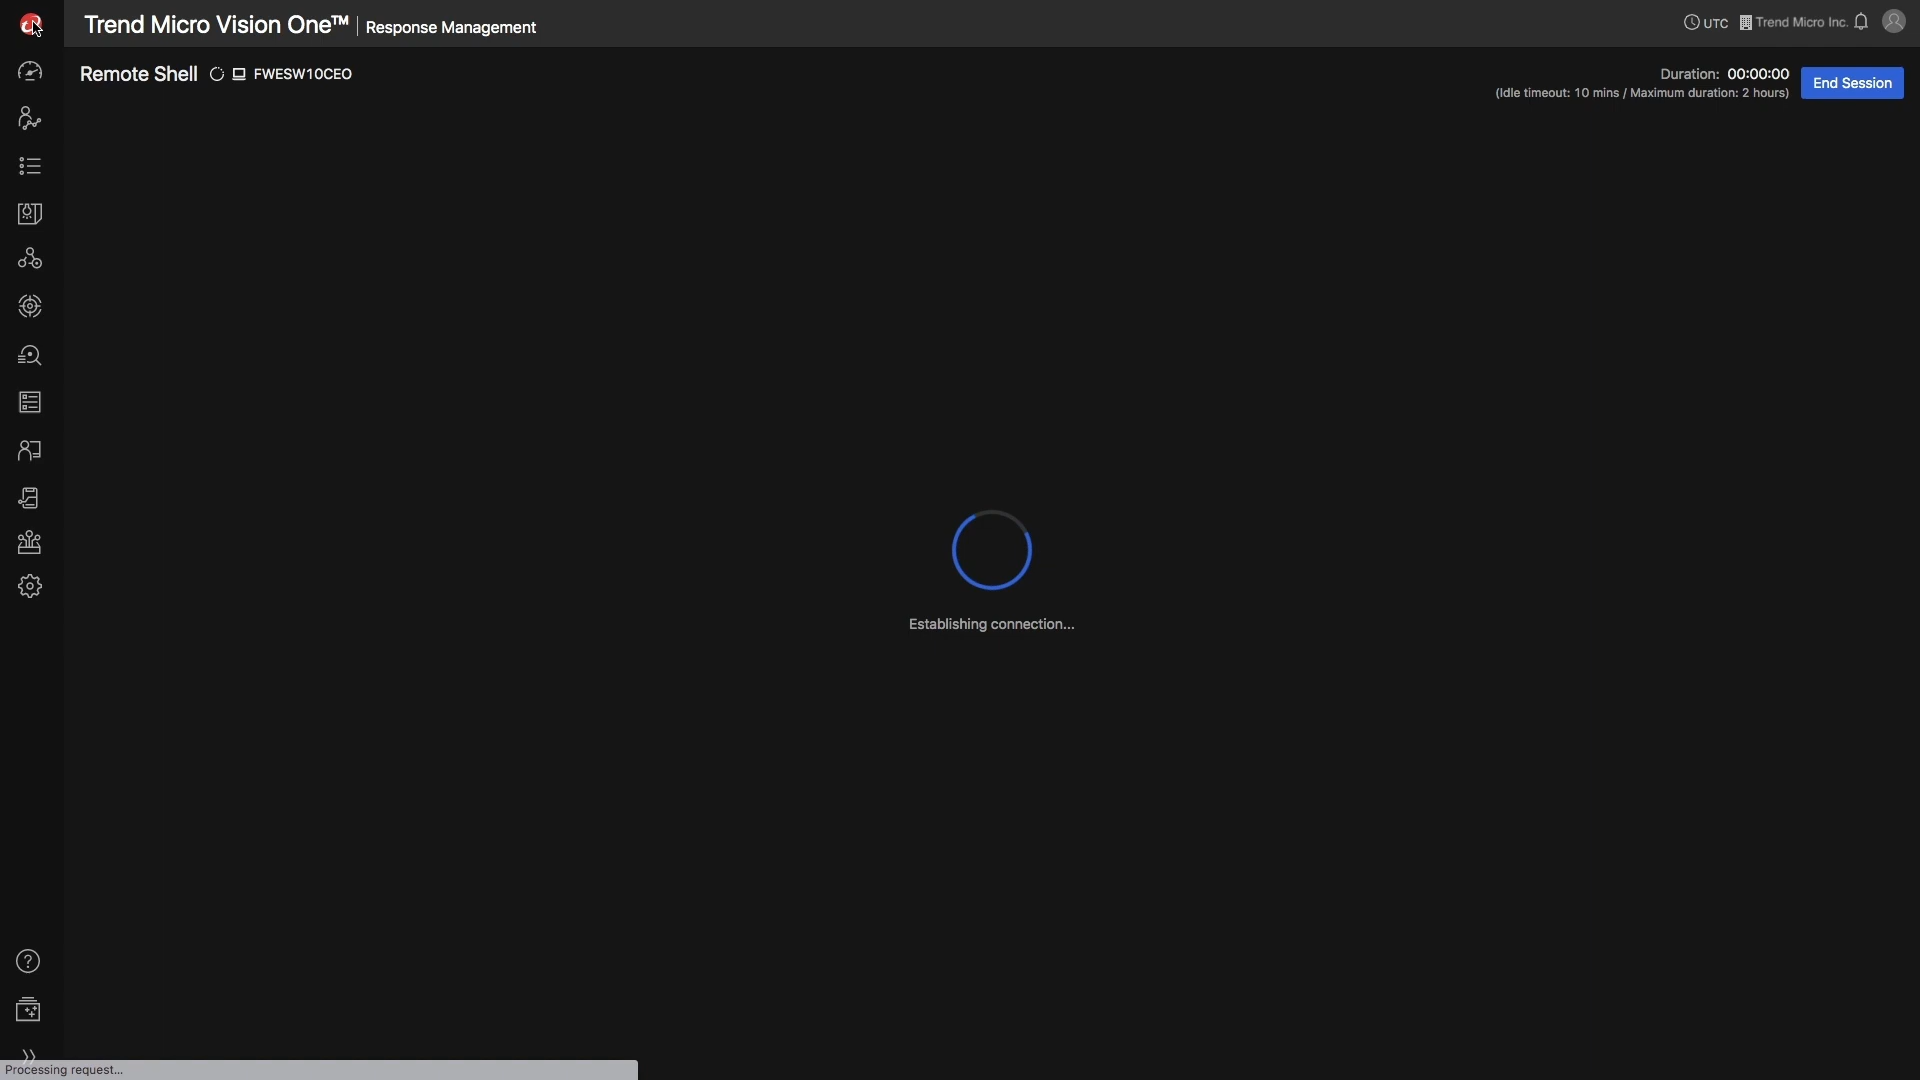 Trend Micro Vision One™ | Response Management
UTC Trend Micro Inc.
Remote Shell FWESW10CEO
Duration: 00:00:00
(Idle timeout: 10 mins / Maximum duration: 2 hours)
End Session
Establishing connection...
Processing request...